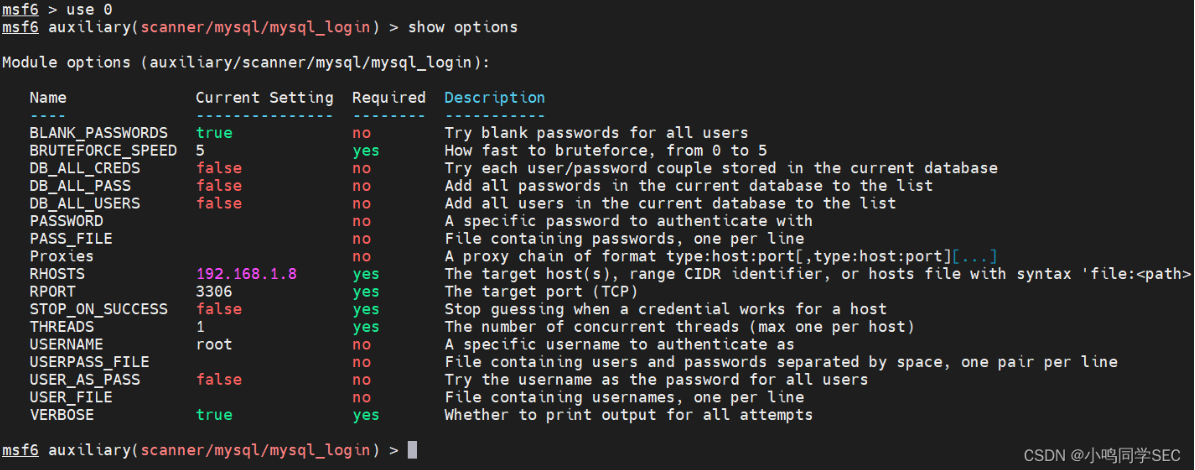 msf6 > use 0
msf6 auxiliary(scanner/mysql/mysql_login) > show options
Module options (auxiliary/scanner/mysql/mysql_login):
Name Current Setting Required Description
---- --------------- -------- -----------
BLANK_PASSWORDS true no Try blank passwords for all users
BRUTEFORCE_SPEED 5 yes How fast to bruteforce, from 0 to 5
DB_ALL_CREDS false no Try each user/password couple stored in the current database
DB_ALL_PASS false no Add all passwords in the current database to the list
DB_ALL_USERS false no Add all users in the current database to the list
PASSWORD no A specific password to authenticate with
PASS_FILE no File containing passwords, one per line
Proxies no A proxy chain of format type:host:port[,type:host:port][...]
RHOSTS 192.168.1.8 yes The target host(s), range CIDR identifier, or hosts file with syntax 'file:<path>
RPORT 3306 yes The target port (TCP)
STOP_ON_SUCCESS false yes Stop guessing when a credential works for a host
THREADS 1 yes The number of concurrent threads (max one per host)
USERNAME root no A specific username to authenticate as
USERPASS_FILE no File containing users and passwords separated by space, one pair per line
USER_AS_PASS false no Try the username as the password for all users
USER_FILE no File containing usernames, one per line
VERBOSE true yes Whether to print output for all attempts
msf6 auxiliary(scanner/mysql/mysql_login) >
CSDN @小鸣同学SEC